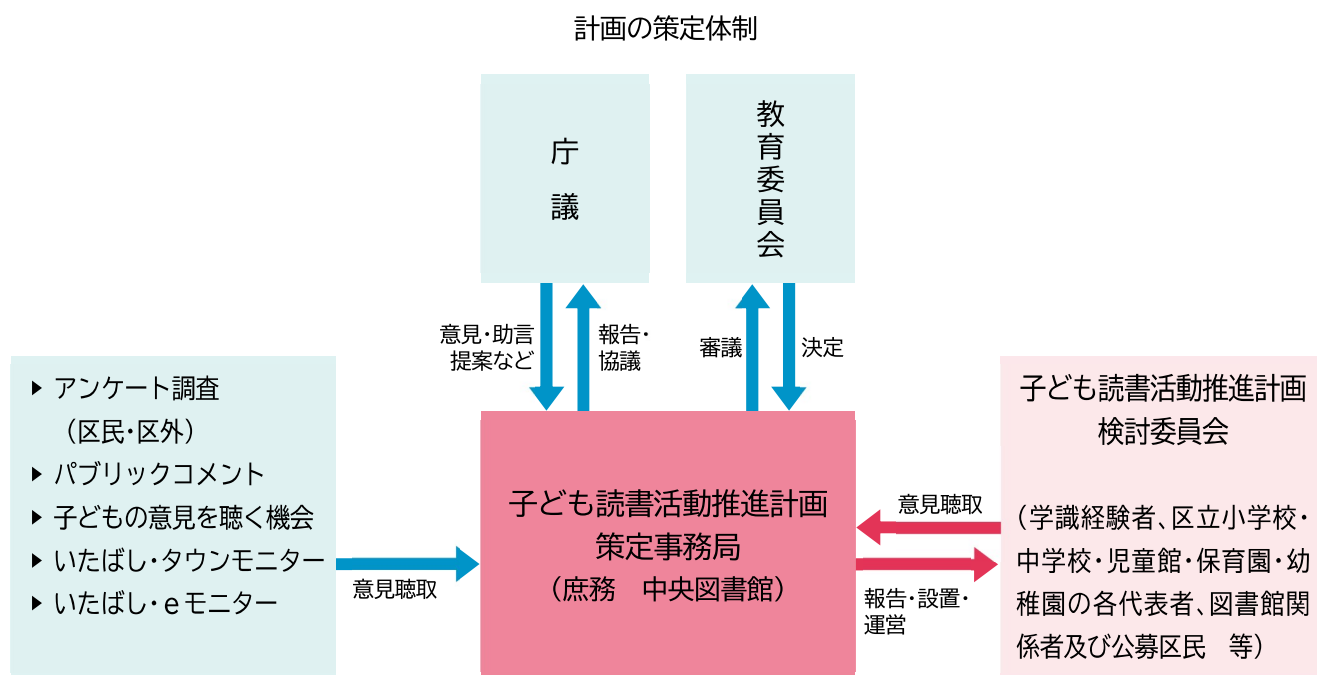 計画の策定体制
庁議
教育委員会
意見・助言
提案など
報告・
協議
審議
決定
▶ アンケート調査
（区民・区外）
▶ パブリックコメント
▶ 子どもの意見を聴く機会
▶ いたばし・タウンモニター
▶ いたばし・eモニター
意見聴取
子ども読書活動推進計画
策定事務局
（庶務　中央図書館）
意見聴取
報告・設置・
運営
子ども読書活動推進計画
検討委員会
（学識経験者、区立小学校・
中学校・児童館・保育園・幼
稚園の各代表者、図書館関
係者及び公募区民　等）